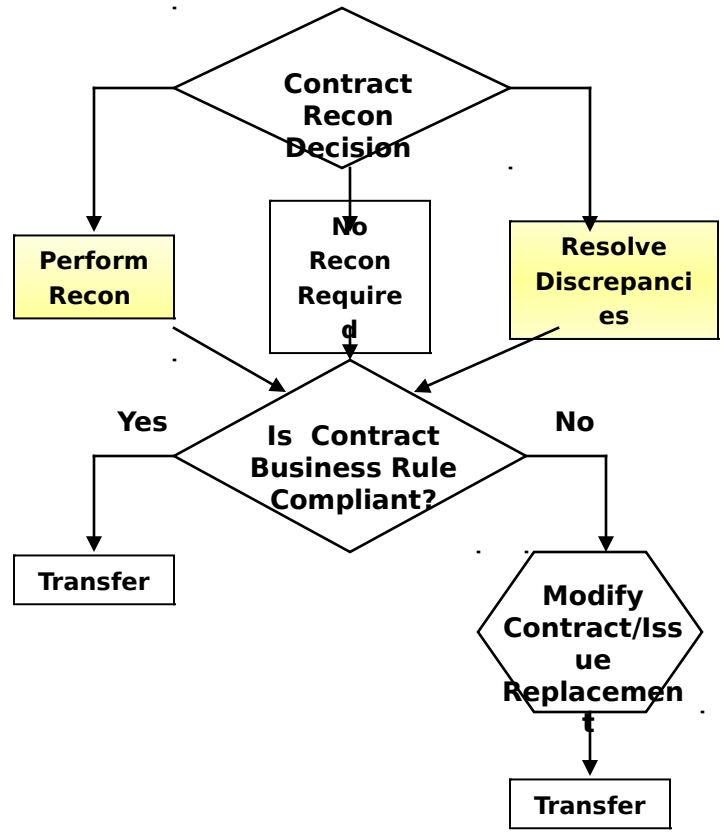 Contract
Recon
Decision
Perform
Recon
No
Recon
Require
d
Resolve
Discrepanci
es
Yes
No
Is  Contract
Business Rule
Compliant?
Transfer
Modify
Contract/Iss
ue
Replacemen
t
Transfer